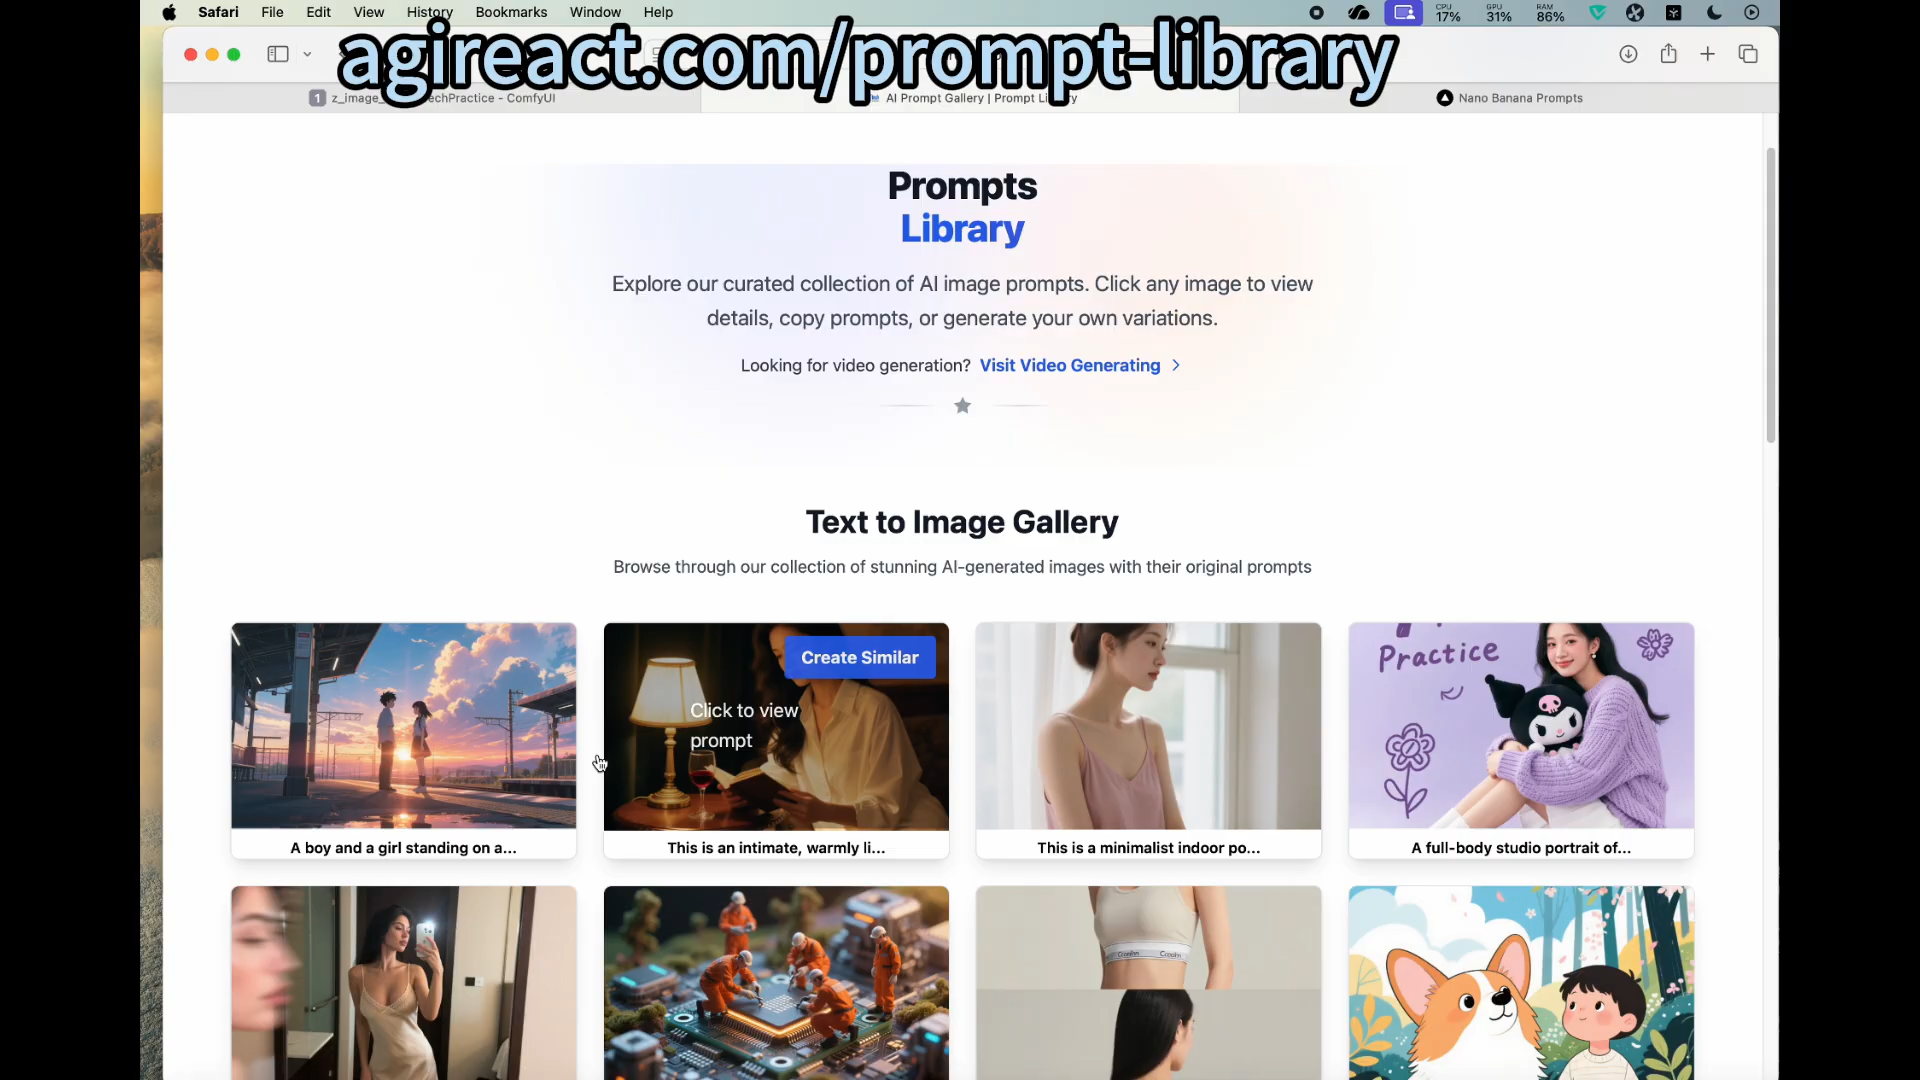 Safari File Edit View History Bookmarks Window Help
CPU 17% GPU 31% RAM 86%
agireact.com/prompt-library
1 z_image_ echPractice - ComfyUI
AI Prompt Gallery | Prompt Li y
Nano Banana Prompts
Prompts
Library
Explore our curated collection of AI image prompts. Click any image to view
details, copy prompts, or generate your own variations.
Looking for video generation? Visit Video Generating >
Text to Image Gallery
Browse through our collection of stunning AI-generated images with their original prompts
Create Similar
Click to view
prompt
Practice
A boy and a girl standing on a...
This is an intimate, warmly li...
This is a minimalist indoor po...
A full-body studio portrait of...